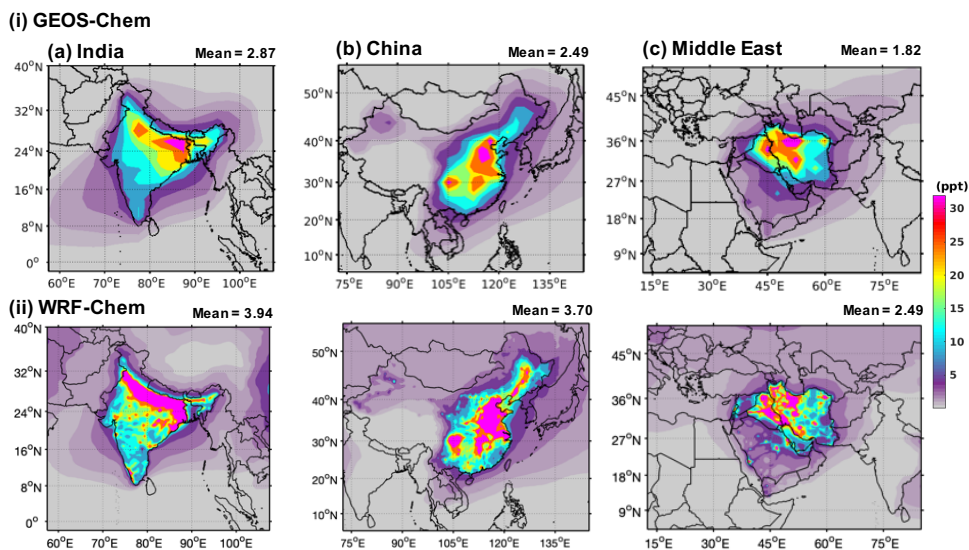 (i) GEOS-Chem
(a) India
Mean = 2.87
(b) China
Mean = 2.49
(c) Middle East
Mean = 1.82
40°N
32°N
24°N
16°N
8°N
0°
60°E 70°E 80°E 90°E 100°E
50°N
40°N
30°N
20°N
10°N
75°E 90°E 105°E 120°E 135°E
45°N
36°N
27°N
18°N
9°N
15°E 30°E 45°E 60°E 75°E
(ppt)
30
25
20
15
10
5
(ii) WRF-Chem
Mean = 3.94
Mean = 3.70
Mean = 2.49
40°N
32°N
24°N
16°N
8°N
0°
60°E 70°E 80°E 90°E 100°E
50°N
40°N
30°N
20°N
10°N
75°E 90°E 105°E 120°E 135°E
45°N
36°N
27°N
18°N
9°N
15°E 30°E 45°E 60°E 75°E